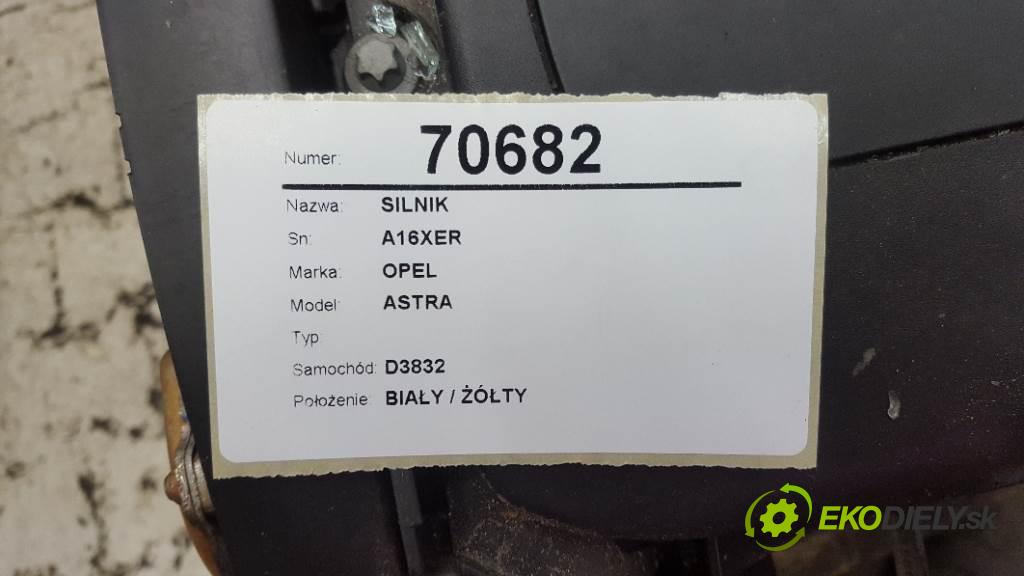 Numer: 70682
Nazwa: SILNIK
Sn: A16XER
Marka: OPEL
Model: ASTRA
Typ:
Samochód: D3832
Położenie: BIAŁY / ŻÓŁTY
EKODIELY.sk